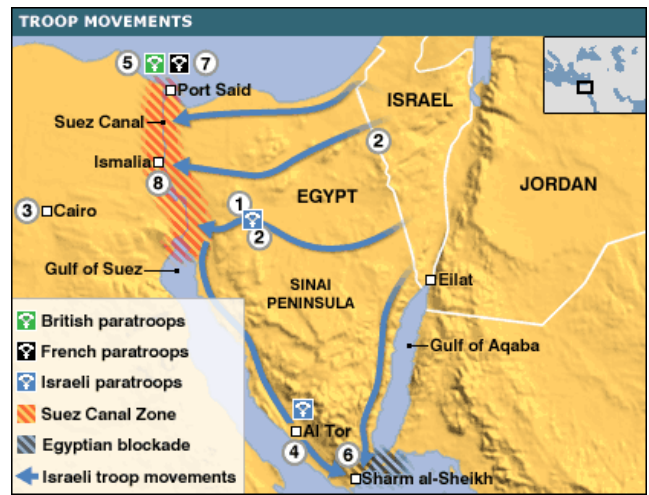 TROOP MOVEMENTS
5
7
Port Said
ISRAEL
Suez Canal
2
Ismalia
8
JORDAN
EGYPT
1
3
Cairo
2
Gulf of Suez
SINAI
PENINSULA
Eilat
British paratroops
French paratroops
Gulf of Aqaba
Israeli paratroops
Suez Canal Zone
Al Tor
Egyptian blockade
4
6
Israeli troop movements
Sharm al-Sheikh